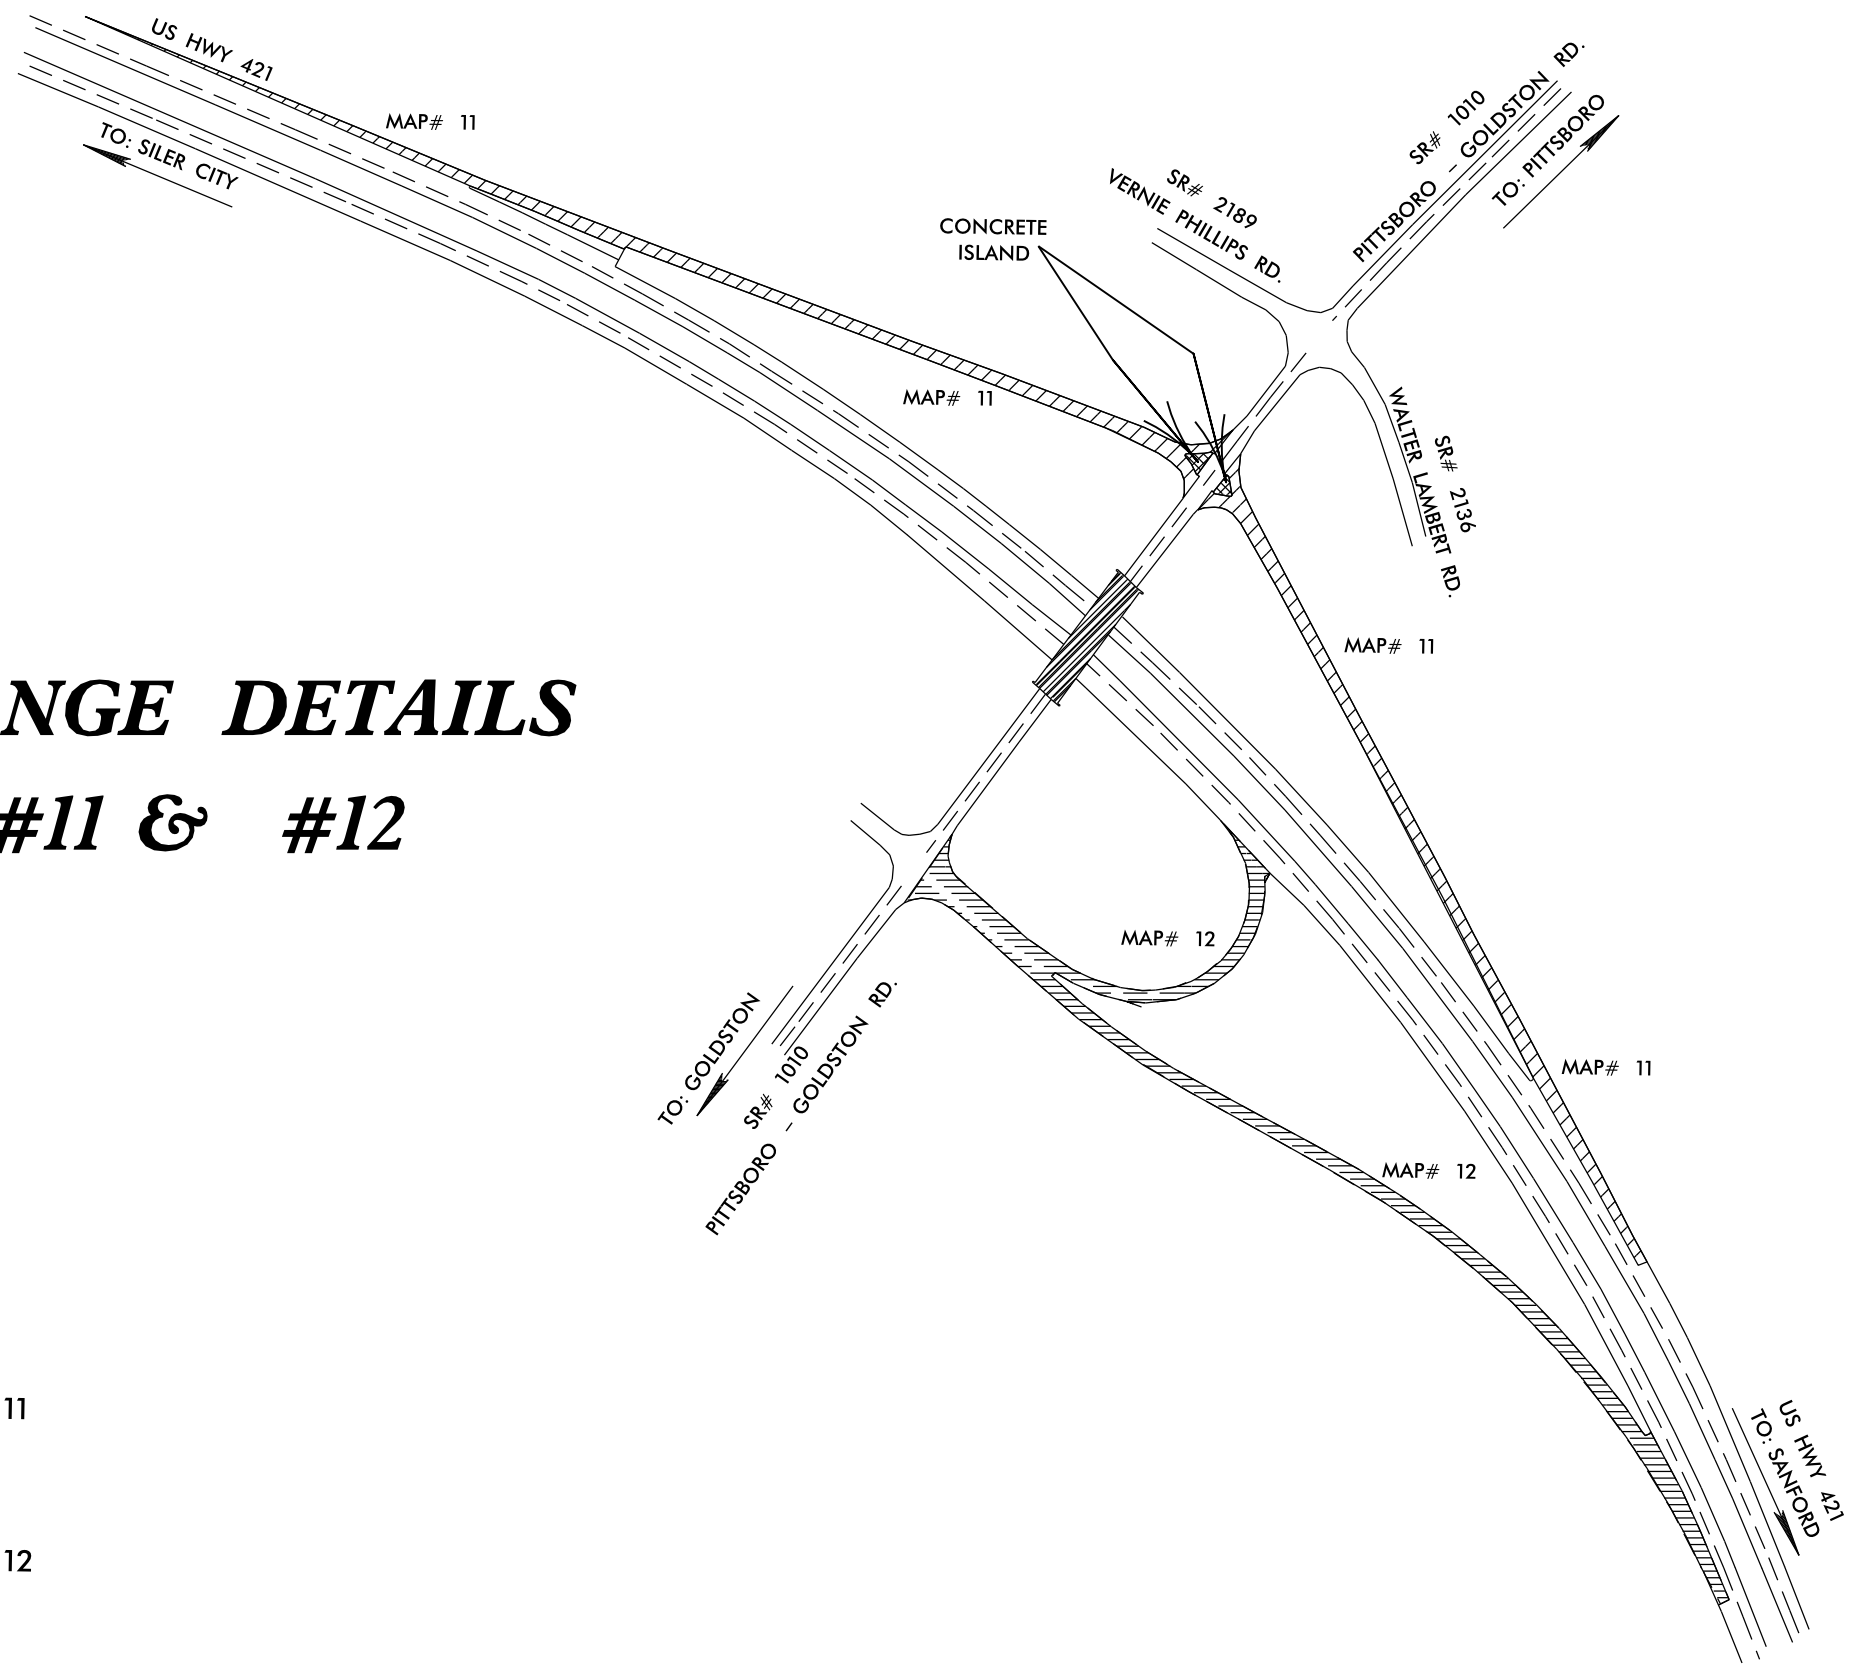 US HWY 421
MAP# 11
TO: SILER CITY
SR# 1010
PITTSBORO - GOLDSTON RD.
TO: PITTSBORO
SR# 2189
VERNIE PHILLIPS RD.
CONCRETE
ISLAND
MAP# 11
SR# 2136
WALTER LAMBERT RD.
MAP# 11
NGE DETAILS
#11 & #12
MAP# 12
TO: GOLDSTON
SR# 1010
PITTSBORO - GOLDSTON RD.
MAP# 11
MAP# 12
11
US HWY 421
TO: SANFORD
12